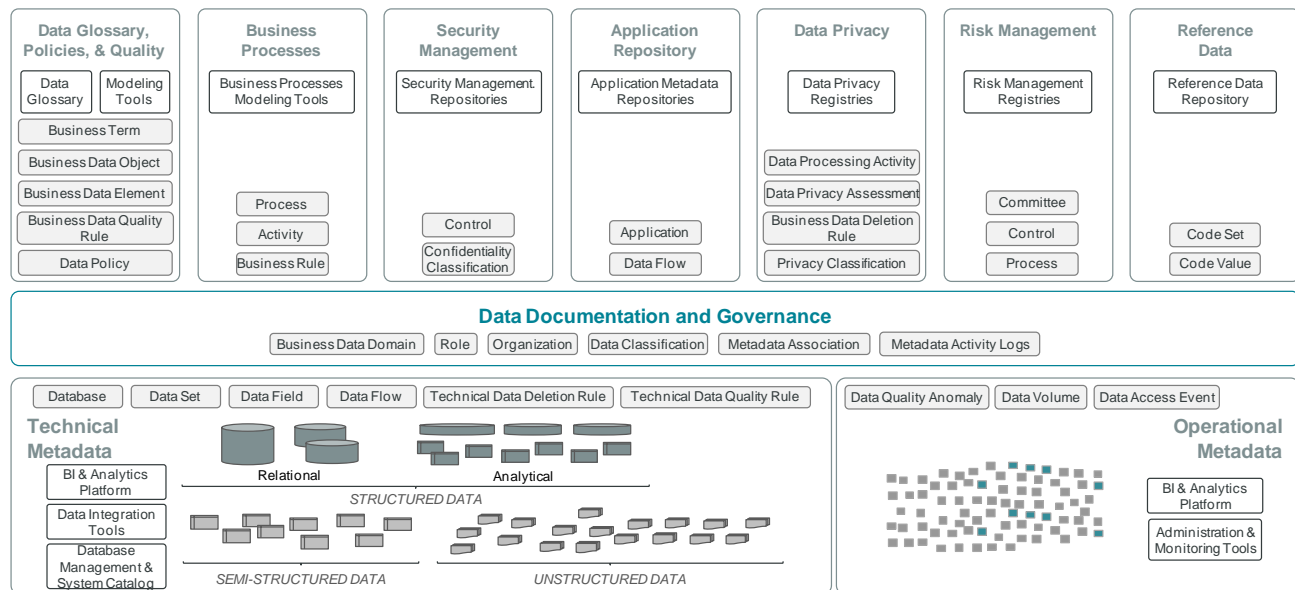 Data Glossary,
Policies, & Quality
Data
Glossary
Modeling
Tools
Business Term
Business Data Object
Business Data Element
Business Data Quality
Rule
Data Policy
Business
Processes
Business Processes
Modeling Tools
Process
Activity
Business Rule
Security
Management
Security Management.
Repositories
Control
Confidentiality
Classification
Application
Repository
Application Metadata
Repositories
Application
Data Flow
Data Privacy
Data Privacy
Registries
Data Processing Activity
Data Privacy Assessment
Business Data Deletion
Rule
Privacy Classification
Risk Management
Risk Management
Registries
Committee
Control
Process
Reference
Data
Reference Data
Repository
Code Set
Code Value
Data Documentation and Governance
Business Data Domain
Role
Organization
Data Classification
Metadata Association
Metadata Activity Logs
Database
Data Set
Data Field
Data Flow
Technical Data Deletion Rule
Technical Data Quality Rule
Technical
Metadata
BI & Analytics
Platform
Data Integration
Tools
Database
Management &
System Catalog
Relational
Analytical
STRUCTURED DATA
SEMI-STRUCTURED DATA
UNSTRUCTURED DATA
Data Quality Anomaly
Data Volume
Data Access Event
Operational
Metadata
BI & Analytics
Platform
Administration &
Monitoring Tools